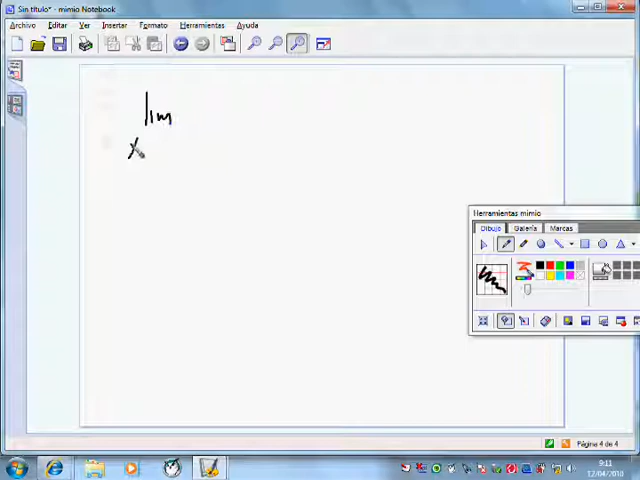 Sin título* - mimio Notebook
Archivo Editar Ver Insertar Formato Herramientas Ayuda
lim
x
Herramientas mimio
Dibujo Galería Marcas
Página 4 de 4
9:11
12/04/2010